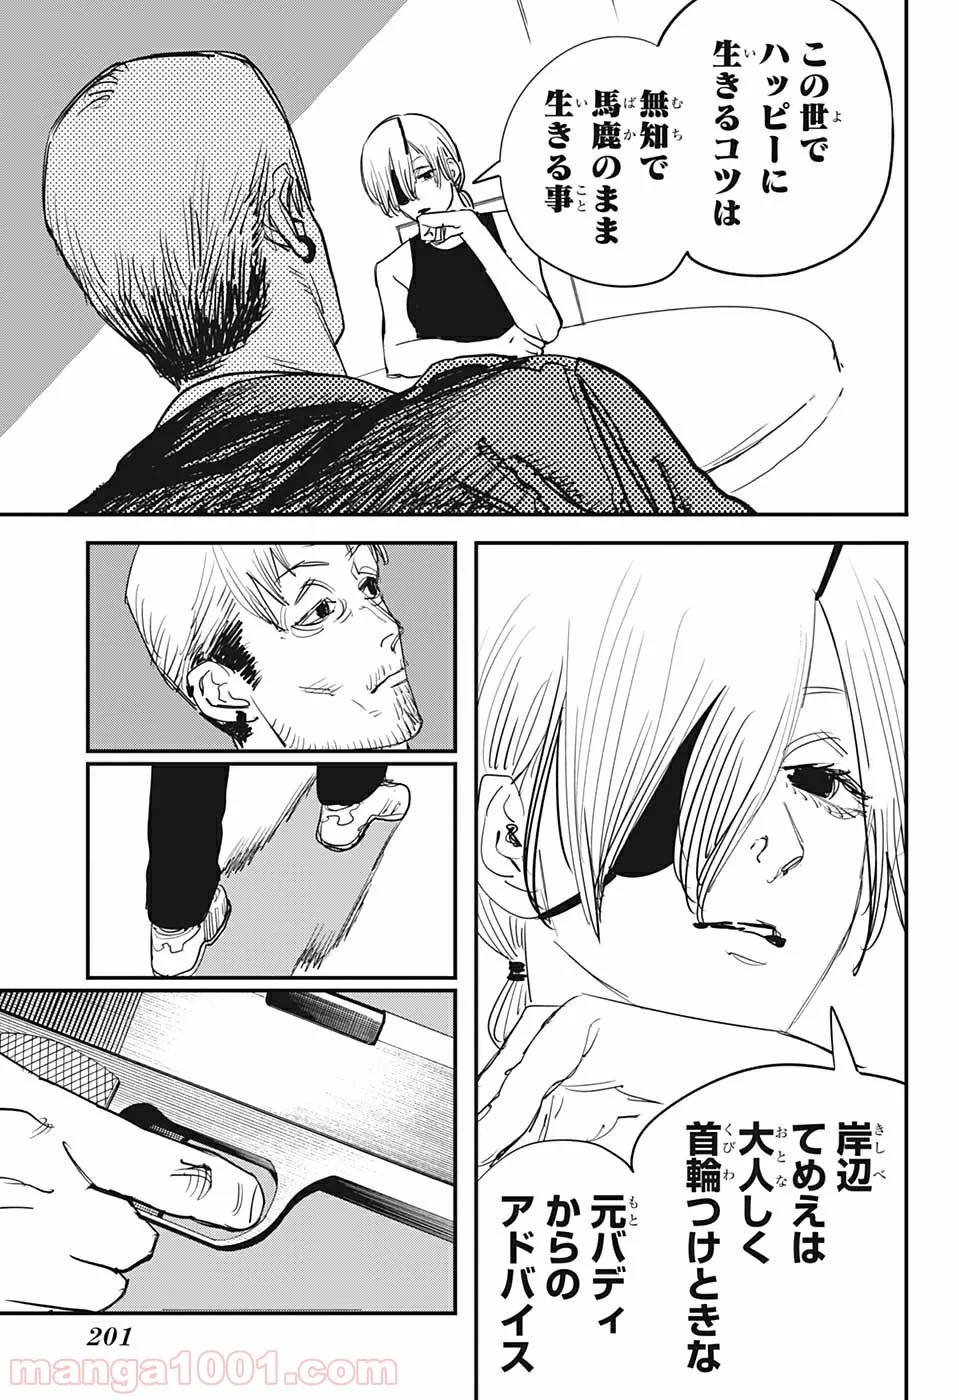 この世で
ハッピーに
生きるコツは
無知で
馬鹿のまま
生きる事
岸辺
てめえは
大人しく
首輪つけときな
元バディ
からの
アドバイス
201
manga1001.com